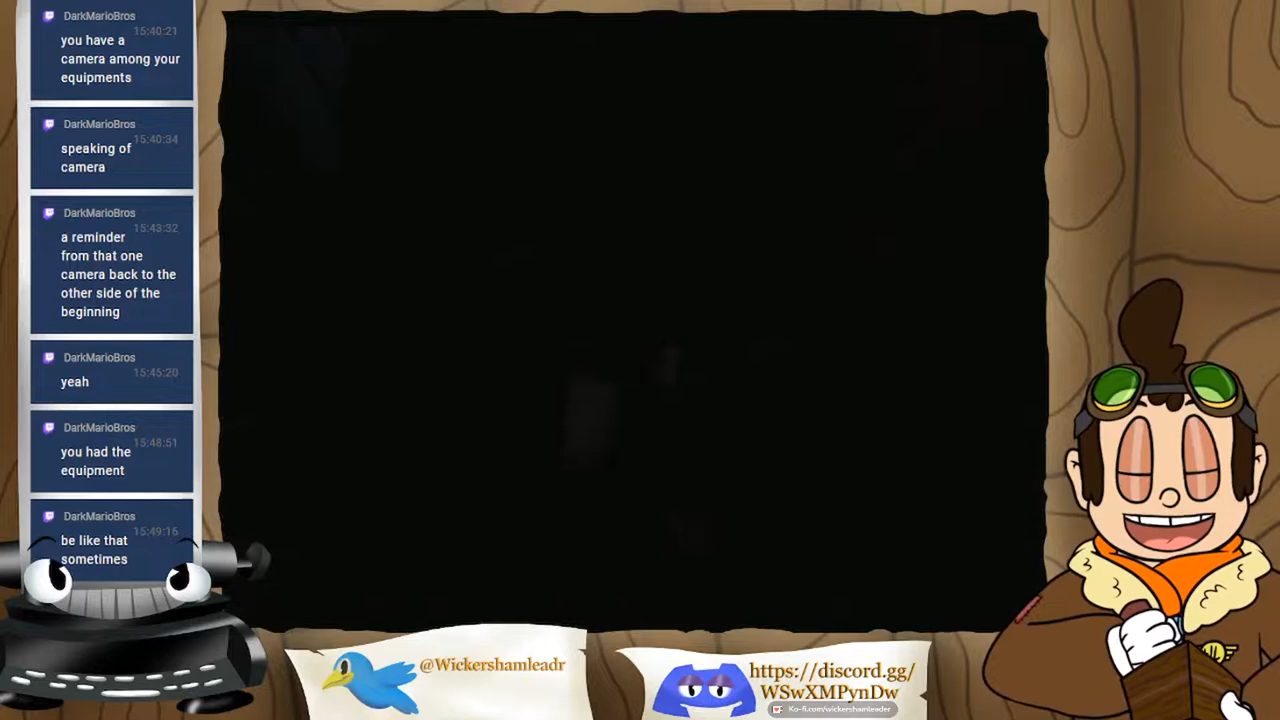 DarkMarioBros
15:40:21
you have a
camera among your
equipments
DarkMarioBros
15:40:34
speaking of
camera
DarkMarioBros
15:43:32
a reminder
from that one
camera back to the
other side of the
beginning
DarkMarioBros
15:45:20
yeah
DarkMarioBros
15:48:51
you had the
equipment
DarkMarioBros
15:49:16
be like that
sometimes
@Wickershamleadr
https://discord.gg/
WSwXMPynDw
Ko-fi.com/wickershamleader